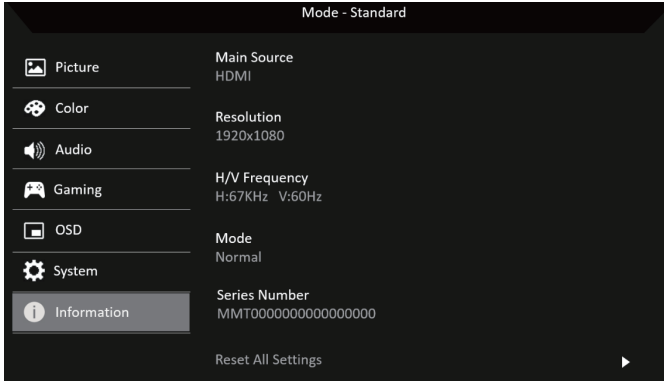 Mode - Standard
Picture
Color
Audio
Gaming
OSD
System
Information
Main Source
HDMI
Resolution
1920x1080
H/V Frequency
H:67KHz V:60Hz
Mode
Normal
Series Number
MMT0000000000000000
Reset All Settings